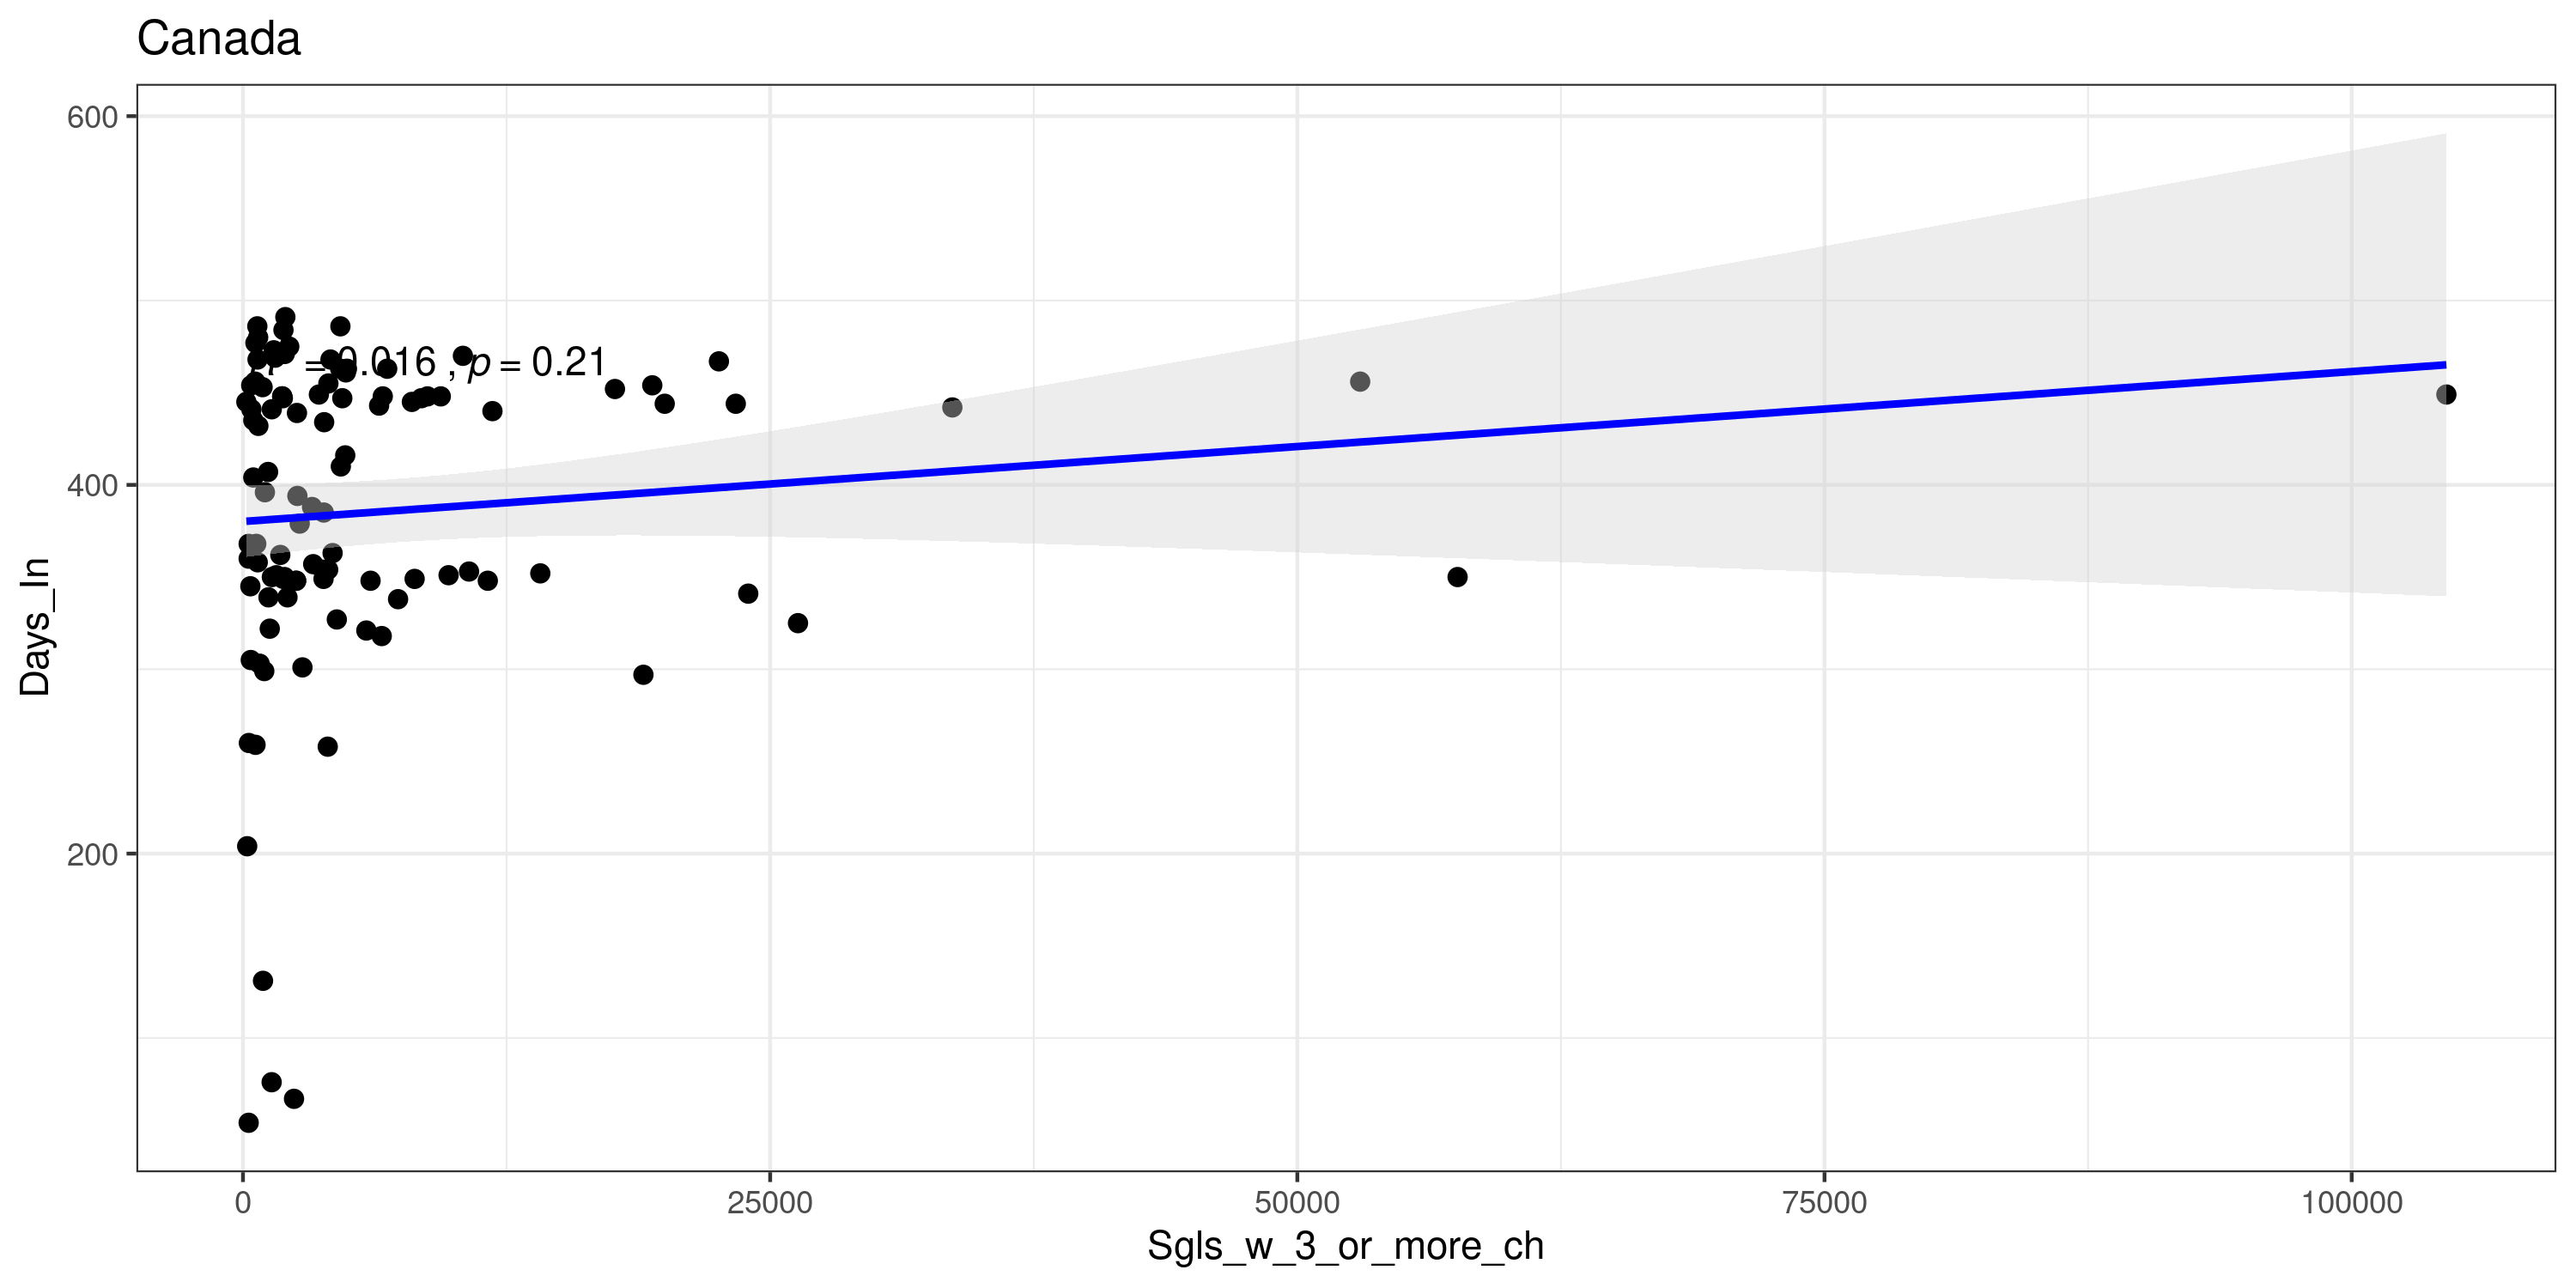 Canada
600
400
200
= 0.016 , p = 0.21
Days_In
0 25000 50000 75000 100000
Sgls_w_3_or_more_ch